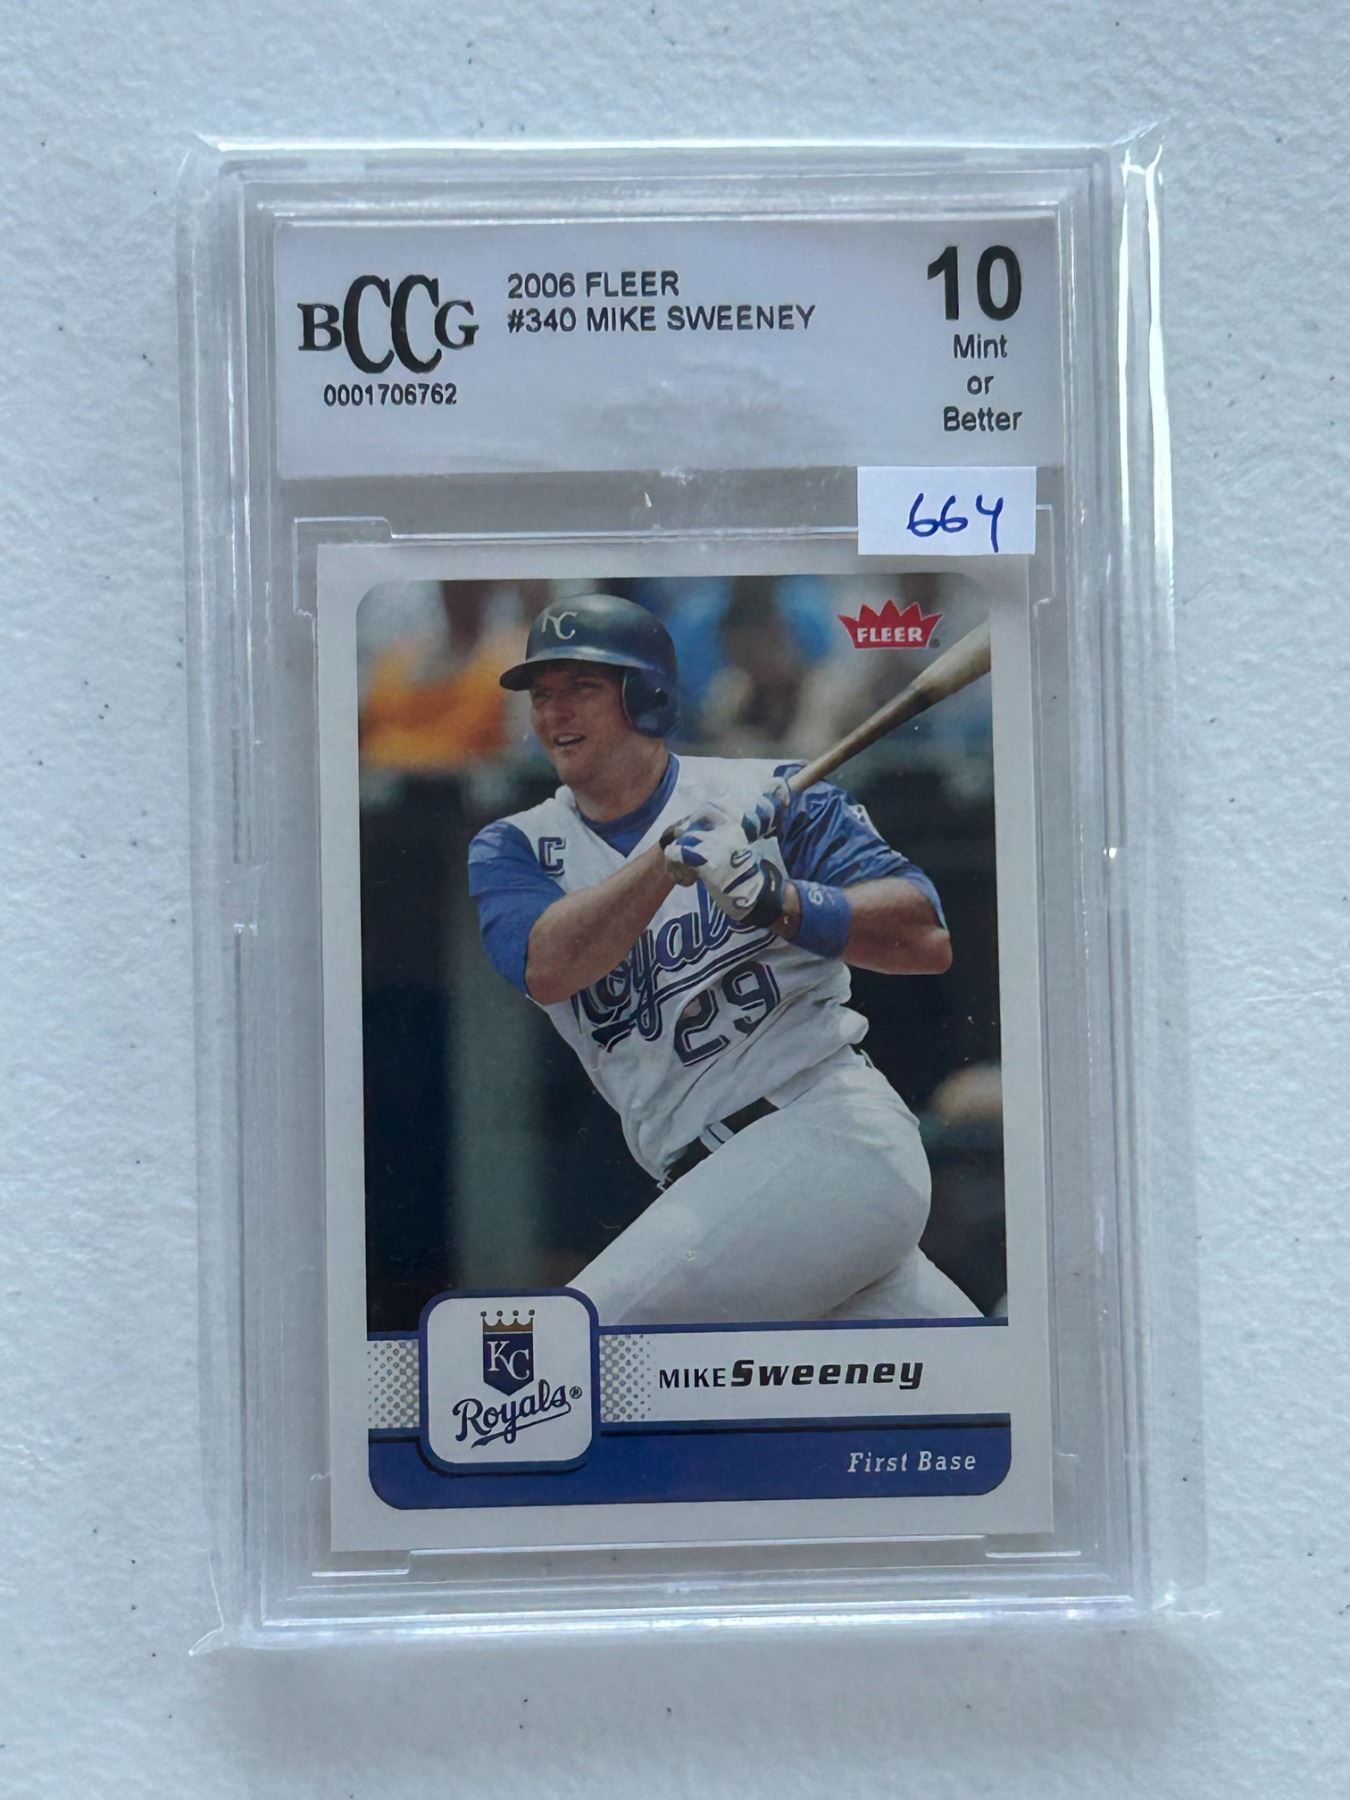 BCCG
0001706762
2006 FLEER
#340 MIKE SWEENEY
10
Mint
or
Better
664
FLEER
KC
C
Royals
29
KC
Royals®
MIKE Sweeney
First Base